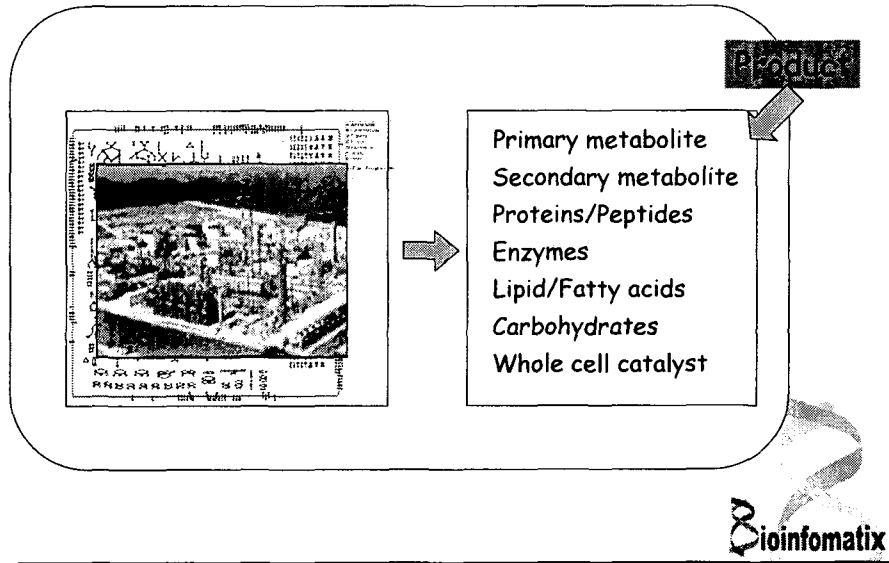 Product
Primary metabolite
Secondary metabolite
Proteins/Peptides
Enzymes
Lipid/Fatty acids
Carbohydrates
Whole cell catalyst
Bioinfomatix